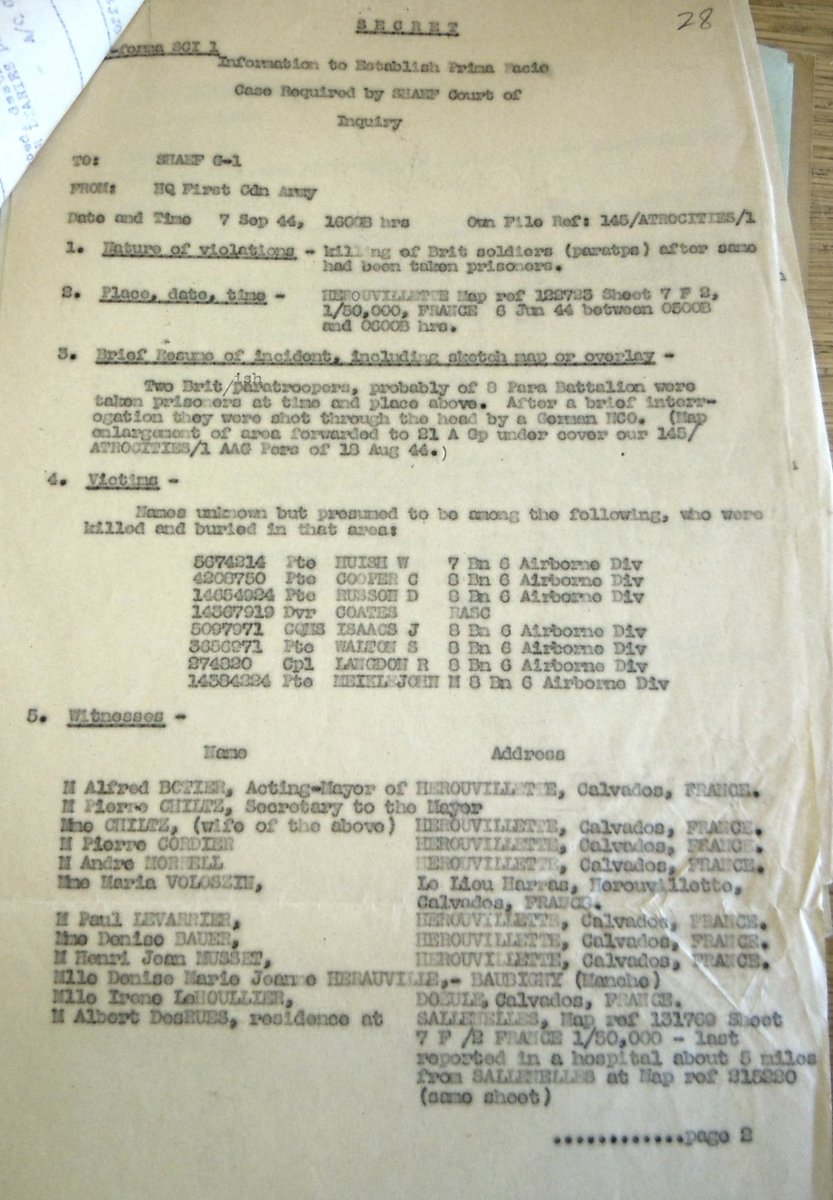 SECRET
28
-forma SCI 1
Information to Establish Prima Facie
Case Required by SHAEF Court of
Inquiry
TO: SHAEF G-1
FROM: HQ First Cdn Army
Date and Time 7 Sep 44, 1600B hrs Own File Ref: 145/ATROCITIES/1
1. Nature of violations - killing of Brit soldiers (paratps) after same
had been taken prisoners.
2. Place, date, time - HEROUVILLETTE Map ref 122723 Sheet 7 F 2,
1/50,000, FRANCE 6 Jun 44 between 0500B
and 0600B hrs.
3. Brief Resume of incident, including sketch map or overlay -
Two Brit/ish paratroopers, probably of 8 Para Battalion were
taken prisoners at time and place above. After a brief interr-
ogation they were shot through the head by a German NCO. (Map
enlargement of area forwarded to 21 A Gp under cover our 145/
ATROCITIES/1 AAG Pers of 18 Aug 44.)
4. Victims -
Names unknown but presumed to be among the following, who were
killed and buried in that area:
5674214 Pte HUISH W 7 Bn 6 Airborne Div
4208750 Pte COOPER C 8 Bn 6 Airborne Div
14654924 Pte RUSSON D 8 Bn 6 Airborne Div
14367919 Dvr COATES RASC
5097971 CQMS ISAACS J 8 Bn 6 Airborne Div
3656971 Pte WALTON S 8 Bn 6 Airborne Div
274820 Cpl LANGDON R 8 Bn 6 Airborne Div
14584224 Pte MEIKLEJOHN M 8 Bn 6 Airborne Div
5. Witnesses -
Name Address
M Alfred BOTIER, Acting-Mayor of HEROUVILLETTE, Calvados, FRANCE.
M Pierre CHILTZ, Secretary to the Mayor
Mme CHILTZ, (wife of the above) HEROUVILLETTE, Calvados, FRANCE.
M Pierre CORDIER HEROUVILLETTE, Calvados, FRANCE.
M Andre MORRELL HEROUVILLETTE, Calvados, FRANCE.
Mme Maria VOLOSZIN, Le Lieu Harras, Herouvillette,
Calvados, FRANCE.
M Paul LEVARRIER, HEROUVILLETTE, Calvados, FRANCE.
Mme Denise BAUER, HEROUVILLETTE, Calvados, FRANCE.
M Henri Jean MUSSET, HEROUVILLETTE, Calvados, FRANCE.
Mlle Denise Marie Jeanne HERAUVILLE,- BAUBIGNY (Manche)
Mlle Irene LeHOULLIER, DOZULE, Calvados, FRANCE.
M Albert DesRUES, residence at SALLENELLES, Map ref 131769 Sheet
7 F /2 FRANCE 1/50,000 - last
reported in a hospital about 5 miles
from SALLENELLES at Map ref 215220
(same sheet)
.............page 2